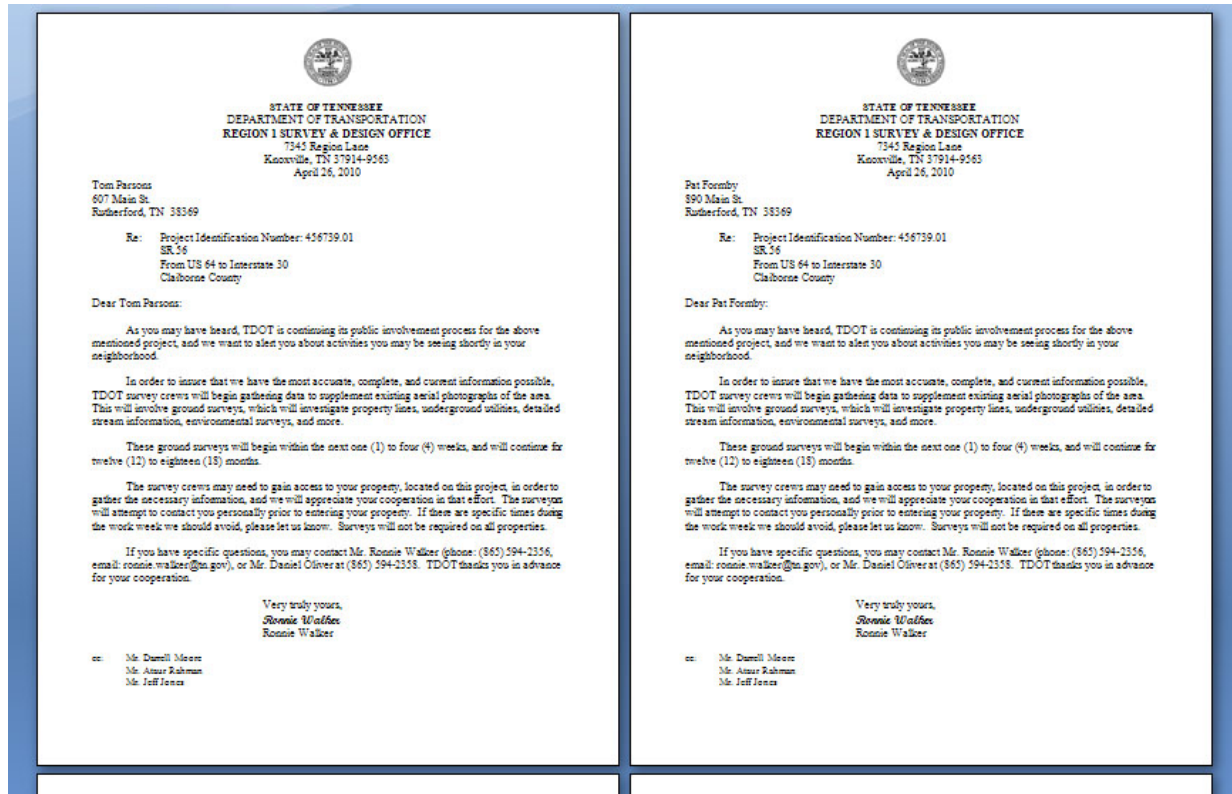 STATE OF TENNESSEE
DEPARTMENT OF TRANSPORTATION
REGION 1 SURVEY & DESIGN OFFICE
7345 Region Lane
Knoxville, TN 37914-9563
April 26, 2010
Tom Parsons
607 Main St.
Rutherford, TN 38369
Re: Project Identification Number: 456739.01
SR 56
From US 64 to Interstate 30
Claiborne County
Dear Tom Parsons:
As you may have heard, TDOT is continuing its public involvement process for the above
mentioned project, and we want to alert you about activities you may be seeing shortly in your
neighborhood.
In order to insure that we have the most accurate, complete, and current information possible,
TDOT survey crews will begin gathering data to supplement existing aerial photographs of the area.
This will involve ground surveys, which will investigate property lines, underground utilities, detailed
stream information, environmental surveys, and more.
These ground surveys will begin within the next one (1) to four (4) weeks, and will continue for
twelve (12) to eighteen (18) months.
The survey crews may need to gain access to your property, located on this project, in order to
gather the necessary information, and we will appreciate your cooperation in that effort. The surveyors
will attempt to contact you personally prior to entering your property. If there are specific times during
the work week we should avoid, please let us know. Surveys will not be required on all properties.
If you have specific questions, you may contact Mr. Ronnie Walker (phone: (865) 594-2356,
email: ronnie.walker@tn.gov), or Mr. Daniel Oliver at (865) 594-2358. TDOT thanks you in advance
for your cooperation.
Very truly yours,
Ronnie Walker
Ronnie Walker
cc: Mr. Darrell Moore
Mr. Ataur Rahman
Mr. Jeff Jones
STATE OF TENNESSEE
DEPARTMENT OF TRANSPORTATION
REGION 1 SURVEY & DESIGN OFFICE
7345 Region Lane
Knoxville, TN 37914-9563
April 26, 2010
Pat Formby
890 Main St.
Rutherford, TN 38369
Re: Project Identification Number: 456739.01
SR 56
From US 64 to Interstate 30
Claiborne County
Dear Pat Formby:
As you may have heard, TDOT is continuing its public involvement process for the above
mentioned project, and we want to alert you about activities you may be seeing shortly in your
neighborhood.
In order to insure that we have the most accurate, complete, and current information possible,
TDOT survey crews will begin gathering data to supplement existing aerial photographs of the area.
This will involve ground surveys, which will investigate property lines, underground utilities, detailed
stream information, environmental surveys, and more.
These ground surveys will begin within the next one (1) to four (4) weeks, and will continue for
twelve (12) to eighteen (18) months.
The survey crews may need to gain access to your property, located on this project, in order to
gather the necessary information, and we will appreciate your cooperation in that effort. The surveyors
will attempt to contact you personally prior to entering your property. If there are specific times during
the work week we should avoid, please let us know. Surveys will not be required on all properties.
If you have specific questions, you may contact Mr. Ronnie Walker (phone: (865) 594-2356,
email: ronnie.walker@tn.gov), or Mr. Daniel Oliver at (865) 594-2358. TDOT thanks you in advance
for your cooperation.
Very truly yours,
Ronnie Walker
Ronnie Walker
cc: Mr. Darrell Moore
Mr. Ataur Rahman
Mr. Jeff Jones